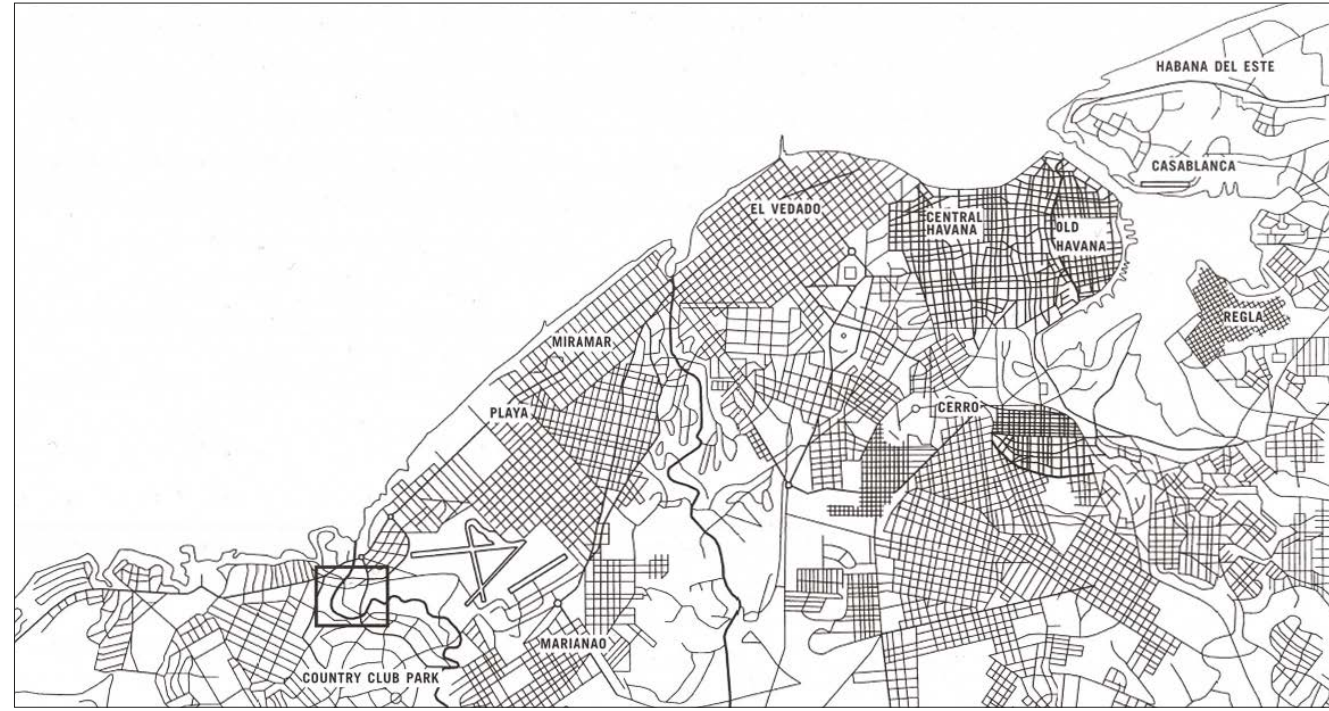 HABANA DEL ESTE
CASABLANCA
EL VEDADO
CENTRAL
HAVANA
OLD
HAVANA
REGLA
MIRAMAR
PLAYA
CERRO
MARIANAO
COUNTRY CLUB PARK